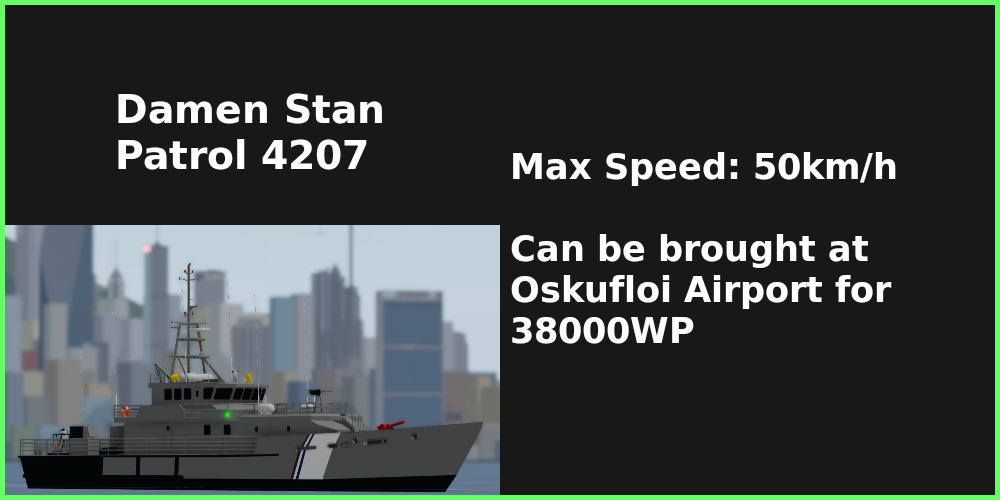 Damen Stan
Patrol 4207
Max Speed: 50km/h
Can be brought at
Oskufloi Airport for
38000WP